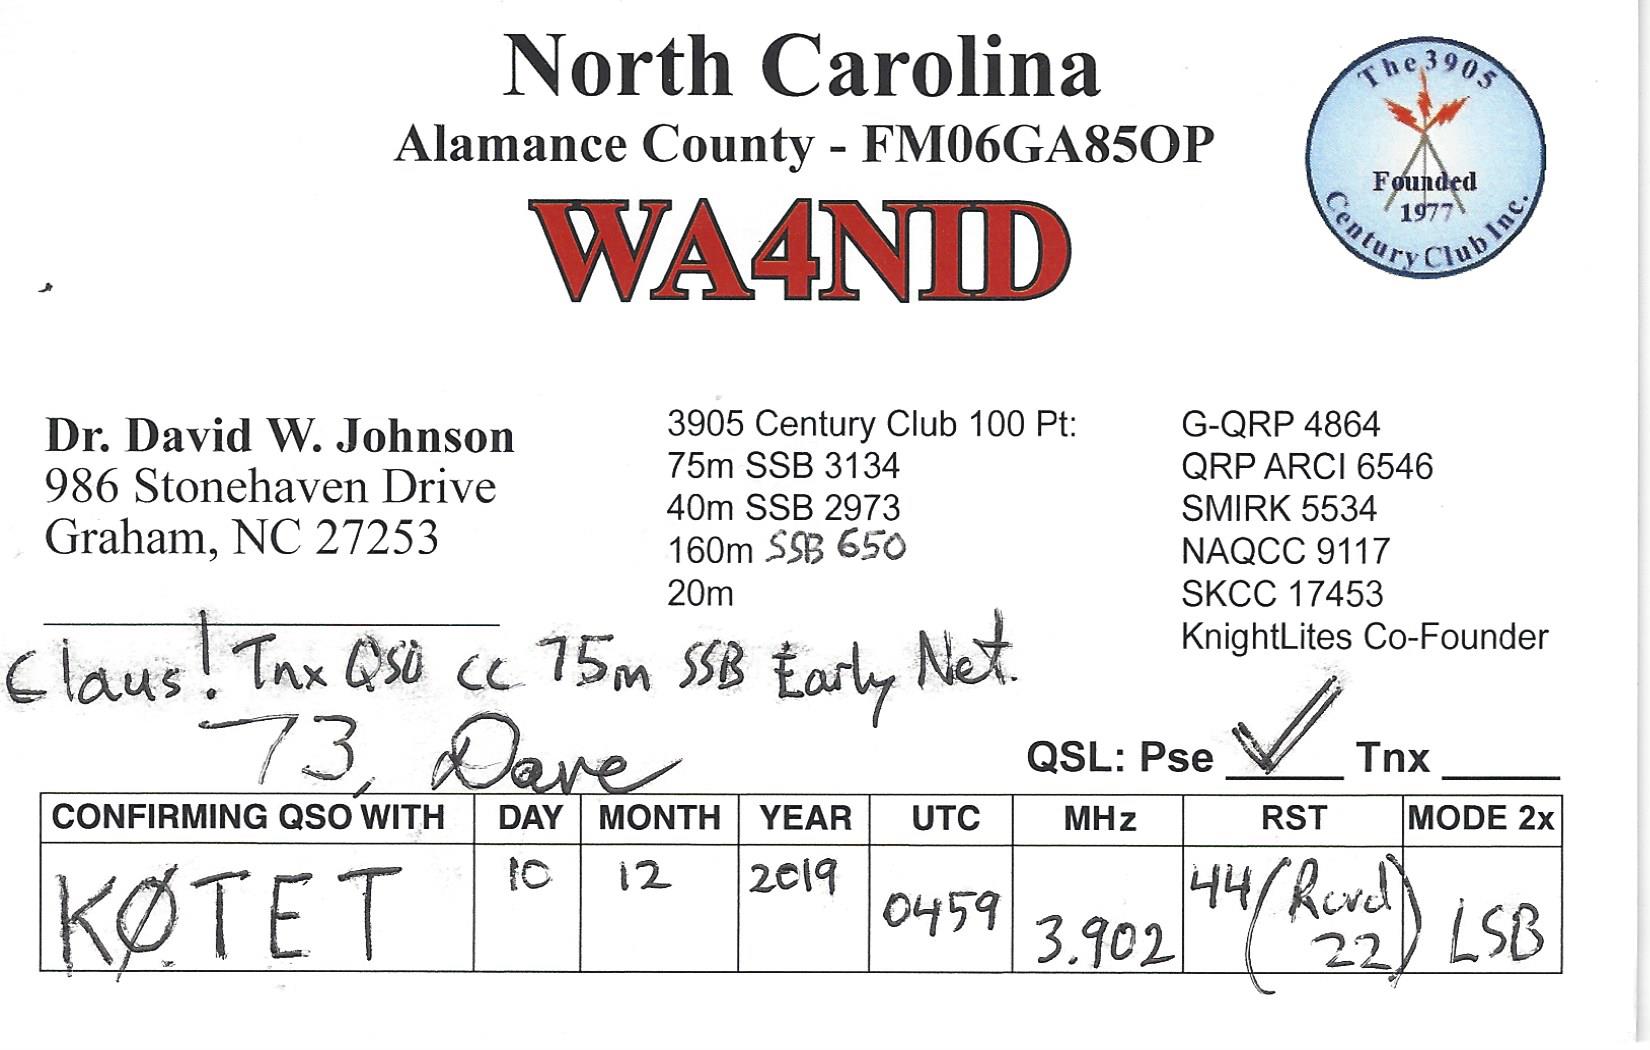 North Carolina
Alamance County - FM06GA85OP
WA4NID
The 3905
Founded
1977
Century Club Inc.
Dr. David W. Johnson
986 Stonehaven Drive
Graham, NC 27253
3905 Century Club 100 Pt:
75m SSB 3134
40m SSB 2973
160m SSB 650
20m
G-QRP 4864
QRP ARCI 6546
SMIRK 5534
NAQCC 9117
SKCC 17453
KnightLites Co-Founder
Claus! Tnx QSO CC 75m SSB Early Net.
73, Dave
QSL: Pse ✓ Tnx
CONFIRMING QSO WITH DAY MONTH YEAR UTC MHz RST MODE 2x
KØTET 10 12 2019 0459 3.902 44 (Rcvd 22) LSB